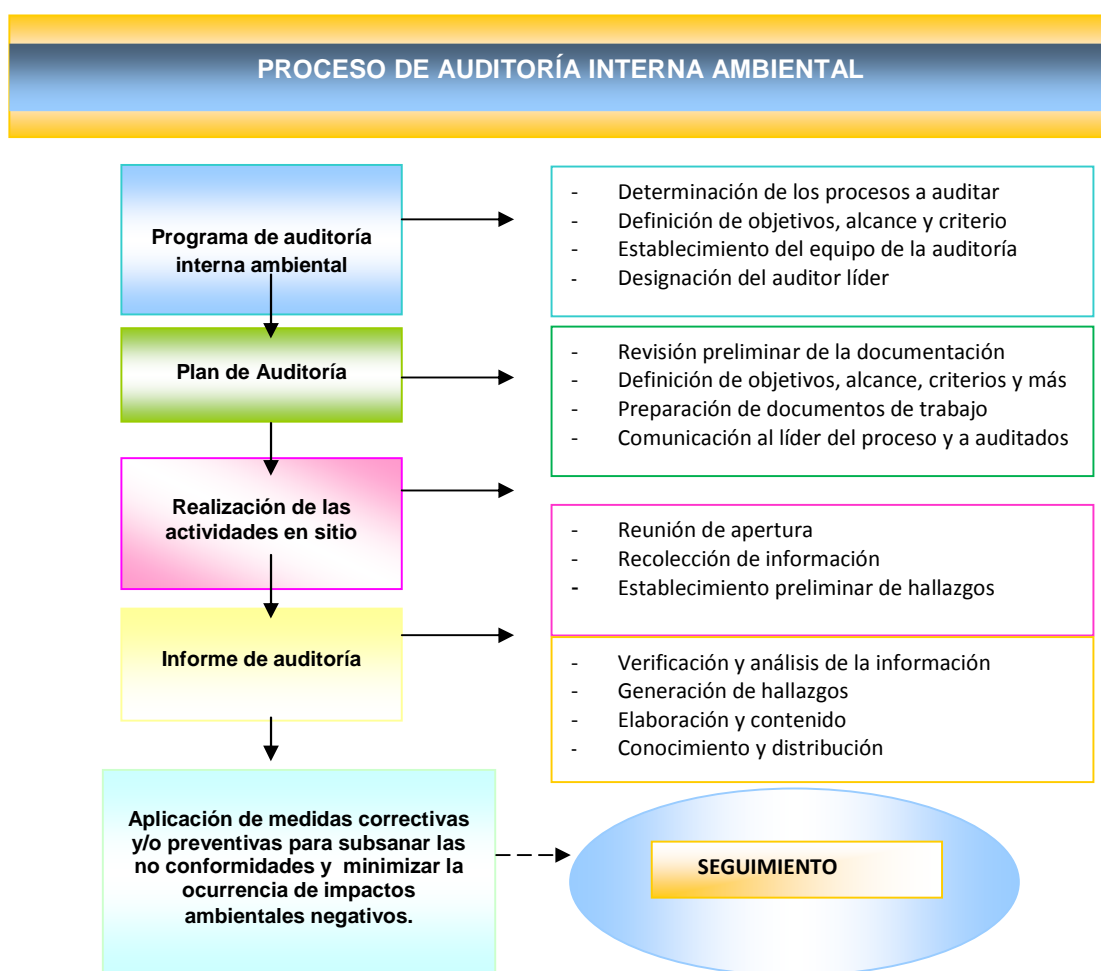 PROCESO DE AUDITORÍA INTERNA AMBIENTAL
Programa de auditoría
interna ambiental
- Determinación de los procesos a auditar
- Definición de objetivos, alcance y criterio
- Establecimiento del equipo de la auditoría
- Designación del auditor líder
Plan de Auditoría
- Revisión preliminar de la documentación
- Definición de objetivos, alcance, criterios y más
- Preparación de documentos de trabajo
- Comunicación al líder del proceso y a auditados
Realización de las
actividades en sitio
- Reunión de apertura
- Recolección de información
- Establecimiento preliminar de hallazgos
Informe de auditoría
- Verificación y análisis de la información
- Generación de hallazgos
- Elaboración y contenido
- Conocimiento y distribución
Aplicación de medidas correctivas
y/o preventivas para subsanar las
no conformidades y minimizar la
ocurrencia de impactos
ambientales negativos.
SEGUIMIENTO